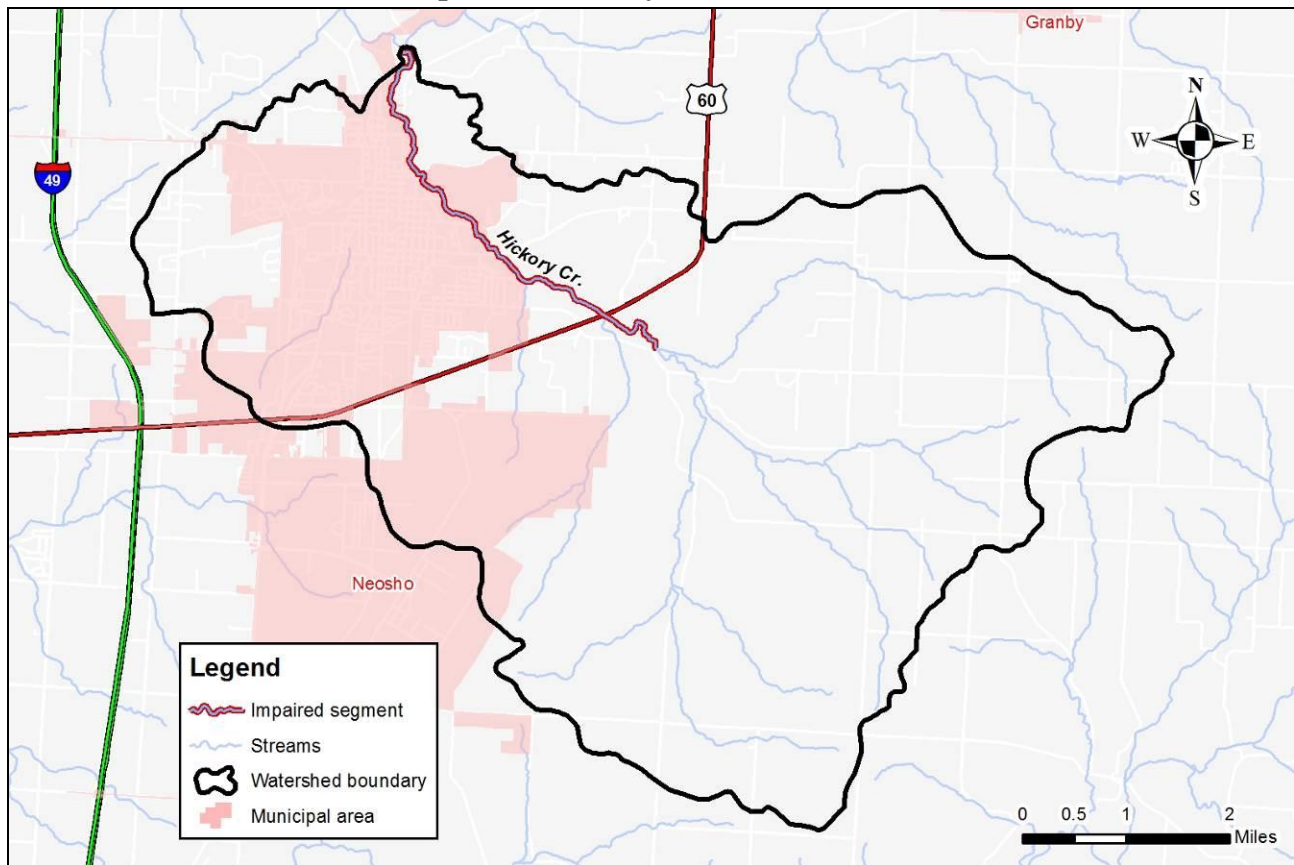 Granby
60
N
W
E
S
49
Hickory Cr.
Neosho
Legend
Impaired segment
Streams
Watershed boundary
Municipal area
0 0.5 1 2
Miles